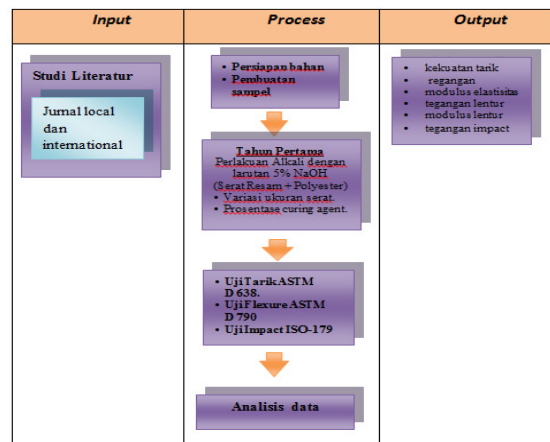 Input
Process
Output
Studi Literatur
Jurnal local
dan
international
• Persiapan bahan
• Pembuatan
sampel
Tahun Pertama
Perlakuan Alkali dengan
larutan 5% NaOH
(Serat Resam + Polyester)
• Variasi ukuran serat.
• Prosentase curing agent.
• Uji Tarik ASTM
D 638.
• Uji Flexure ASTM
D 790
• Uji Impact ISO-179
Analisis data
• kekuatan tarik
• regangan
• modulus elastisitas
• tegangan lentur
• modulus lentur
• tegangan impact